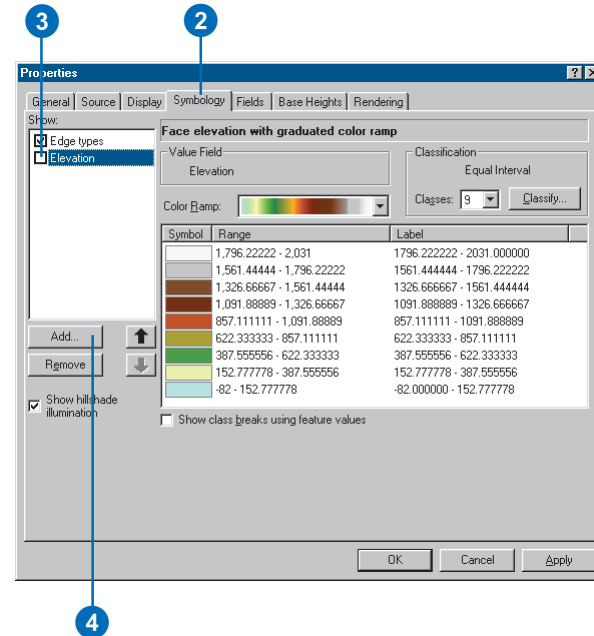 3
2
Properties
General Source Display Symbology Fields Base Heights Rendering
Show:
Edge types
Elevation
Face elevation with graduated color ramp
Value Field
Elevation
Classification
Equal Interval
Color Ramp:
Classes: 9 Classify...
Symbol Range Label
1,796.22222 - 2,031 1796.222222 - 2031.000000
1,561.44444 - 1,796.22222 1561.444444 - 1796.222222
1,326.66667 - 1,561.44444 1326.666667 - 1561.444444
1,091.88889 - 1,326.66667 1091.888889 - 1326.666667
857.111111 - 1,091.88889 857.111111 - 1091.888889
622.333333 - 857.111111 622.333333 - 857.111111
387.555556 - 622.333333 387.555556 - 622.333333
152.777778 - 387.555556 152.777778 - 387.555556
-82 - 152.777778 -82.000000 - 152.777778
Add...
Remove
Show hillshade
illumination
Show class breaks using feature values
OK Cancel Apply
4